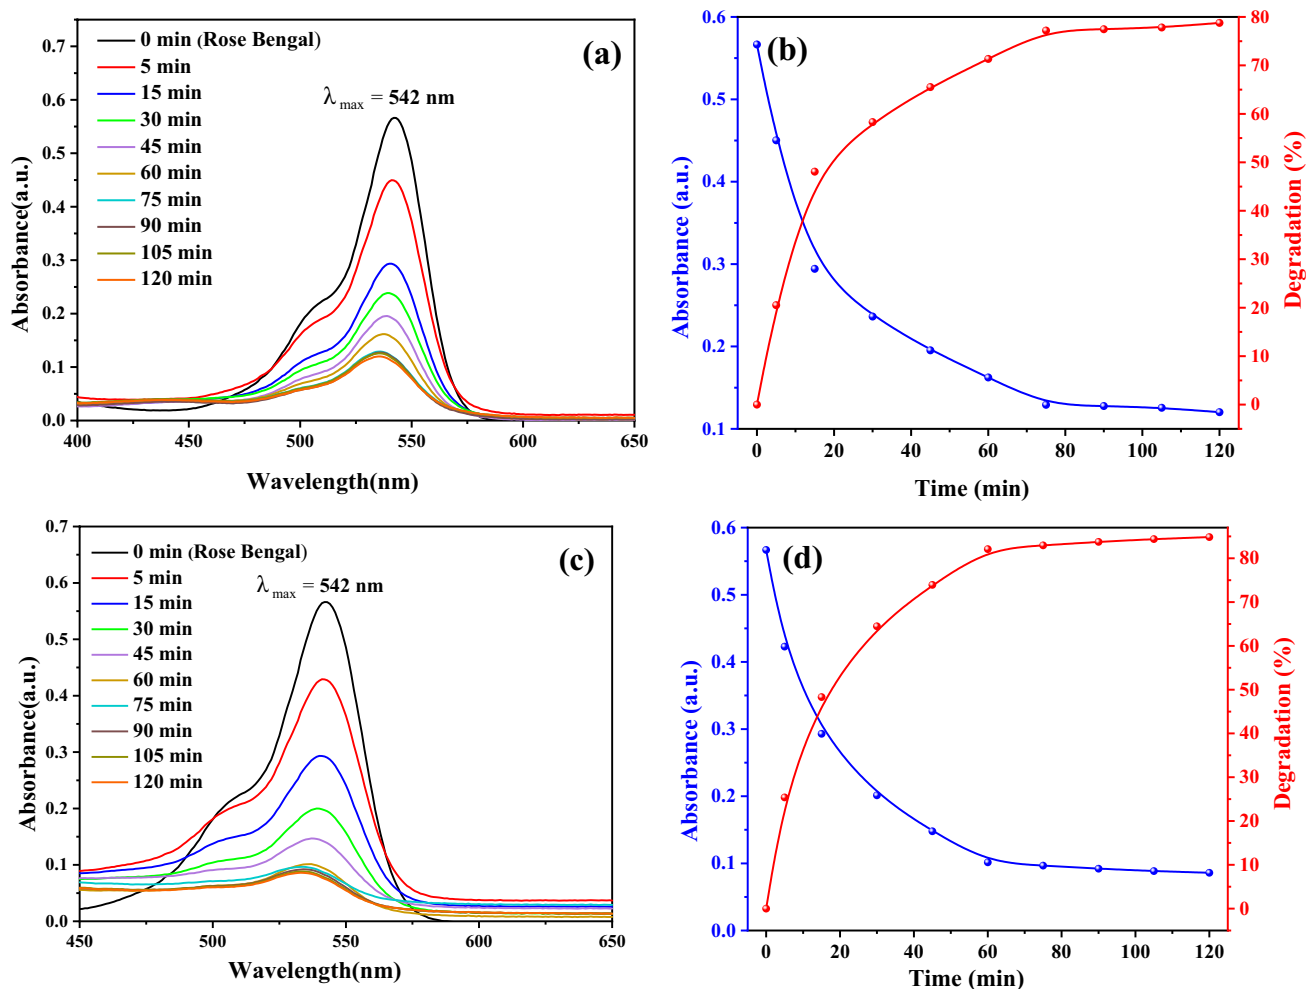 (a)
0 min (Rose Bengal)
5 min
15 min
30 min
45 min
60 min
75 min
90 min
105 min
120 min
λmax = 542 nm
0.7
0.6
0.5
0.4
0.3
0.2
0.1
0.0
Absorbance(a.u.)
400 450 500 550 600 650
Wavelength(nm)
(b)
0.6
0.5
0.4
0.3
0.2
0.1
Absorbance (a.u.)
80
70
60
50
40
30
20
10
0
Degradation (%)
0 20 40 60 80 100 120
Time (min)
(c)
0 min (Rose Bengal)
5 min
15 min
30 min
45 min
60 min
75 min
90 min
105 min
120 min
λmax = 542 nm
0.7
0.6
0.5
0.4
0.3
0.2
0.1
0.0
Absorbance(a.u.)
450 500 550 600 650
Wavelength(nm)
(d)
0.6
0.5
0.4
0.3
0.2
0.1
0.0
Absorbance (a.u.)
80
70
60
50
40
30
20
10
0
Degradation (%)
0 20 40 60 80 100 120
Time (min)